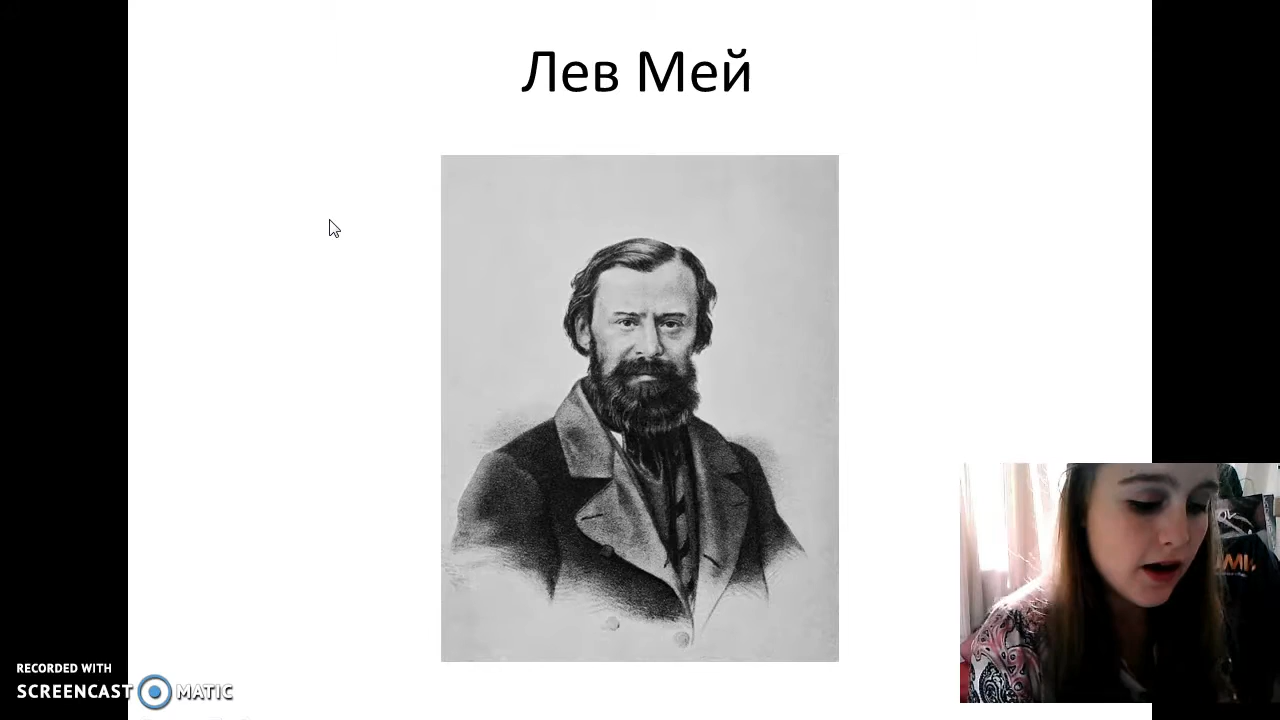 Лев Мей
RECORDED WITH
SCREENCAST MATIC